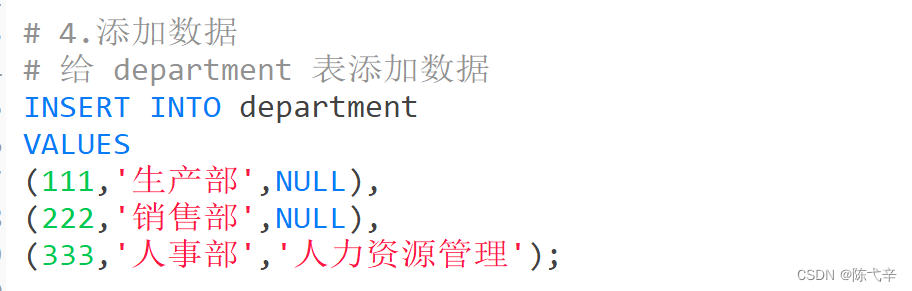 # 4.添加数据
# 给 department 表添加数据
INSERT INTO department
VALUES
(111,'生产部',NULL),
(222,'销售部',NULL),
(333,'人事部','人力资源管理');
CSDN @陈弋辛